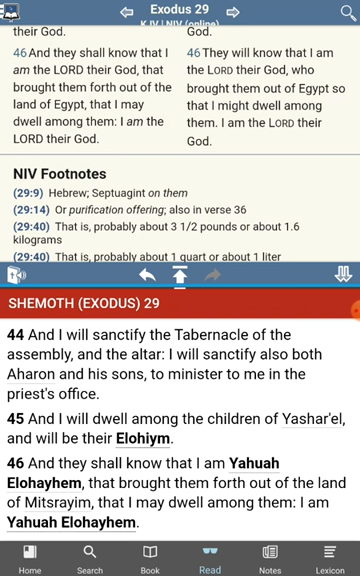 Exodus 29
KJV | NIV (online)
their God.
46 And they shall know that I
am the LORD their God, that
brought them forth out of the
land of Egypt, that I may
dwell among them: I am the
LORD their God.
God.
46 They will know that I am
the LORD their God, who
brought them out of Egypt so
that I might dwell among
them. I am the LORD their
God.
NIV Footnotes
(29:9) Hebrew; Septuagint on them
(29:14) Or purification offering; also in verse 36
(29:40) That is, probably about 3 1/2 pounds or about 1.6
kilograms
(29:40) That is, probably about 1 quart or about 1 liter
SHEMOTH (EXODUS) 29
44 And I will sanctify the Tabernacle of the
assembly, and the altar: I will sanctify also both
Aharon and his sons, to minister to me in the
priest's office.
45 And I will dwell among the children of Yashar'el,
and will be their Elohiym.
46 And they shall know that I am Yahuah
Elohayhem, that brought them forth out of the land
of Mitsrayim, that I may dwell among them: I am
Yahuah Elohayhem.
Home
Search
Book
Read
Notes
Lexicon